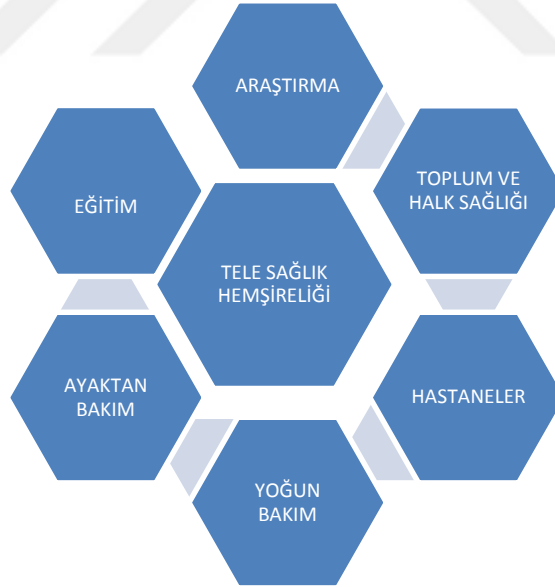 ARAŞTIRMA
TOPLUM VE
HALK SAĞLIĞI
EĞİTİM
TELE SAĞLIK
HEMŞİRELİĞİ
AYAKTAN
BAKIM
HASTANELER
YOĞUN
BAKIM